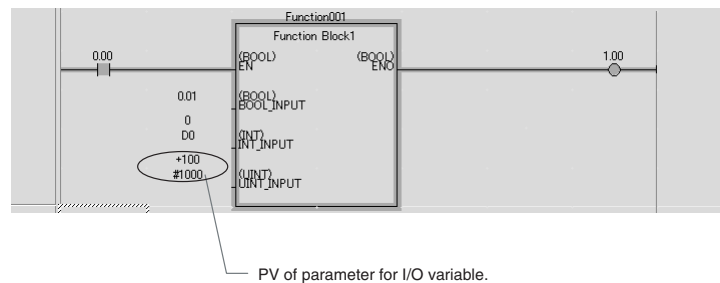 Function001
Function Block1
0.00
(BOOL)
EN
(BOOL)
ENO
1.00
0.01
(BOOL)
BOOL_INPUT
0
D0
(INT)
INT_INPUT
+100
#1000
(UINT)
UINT_INPUT
PV of parameter for I/O variable.